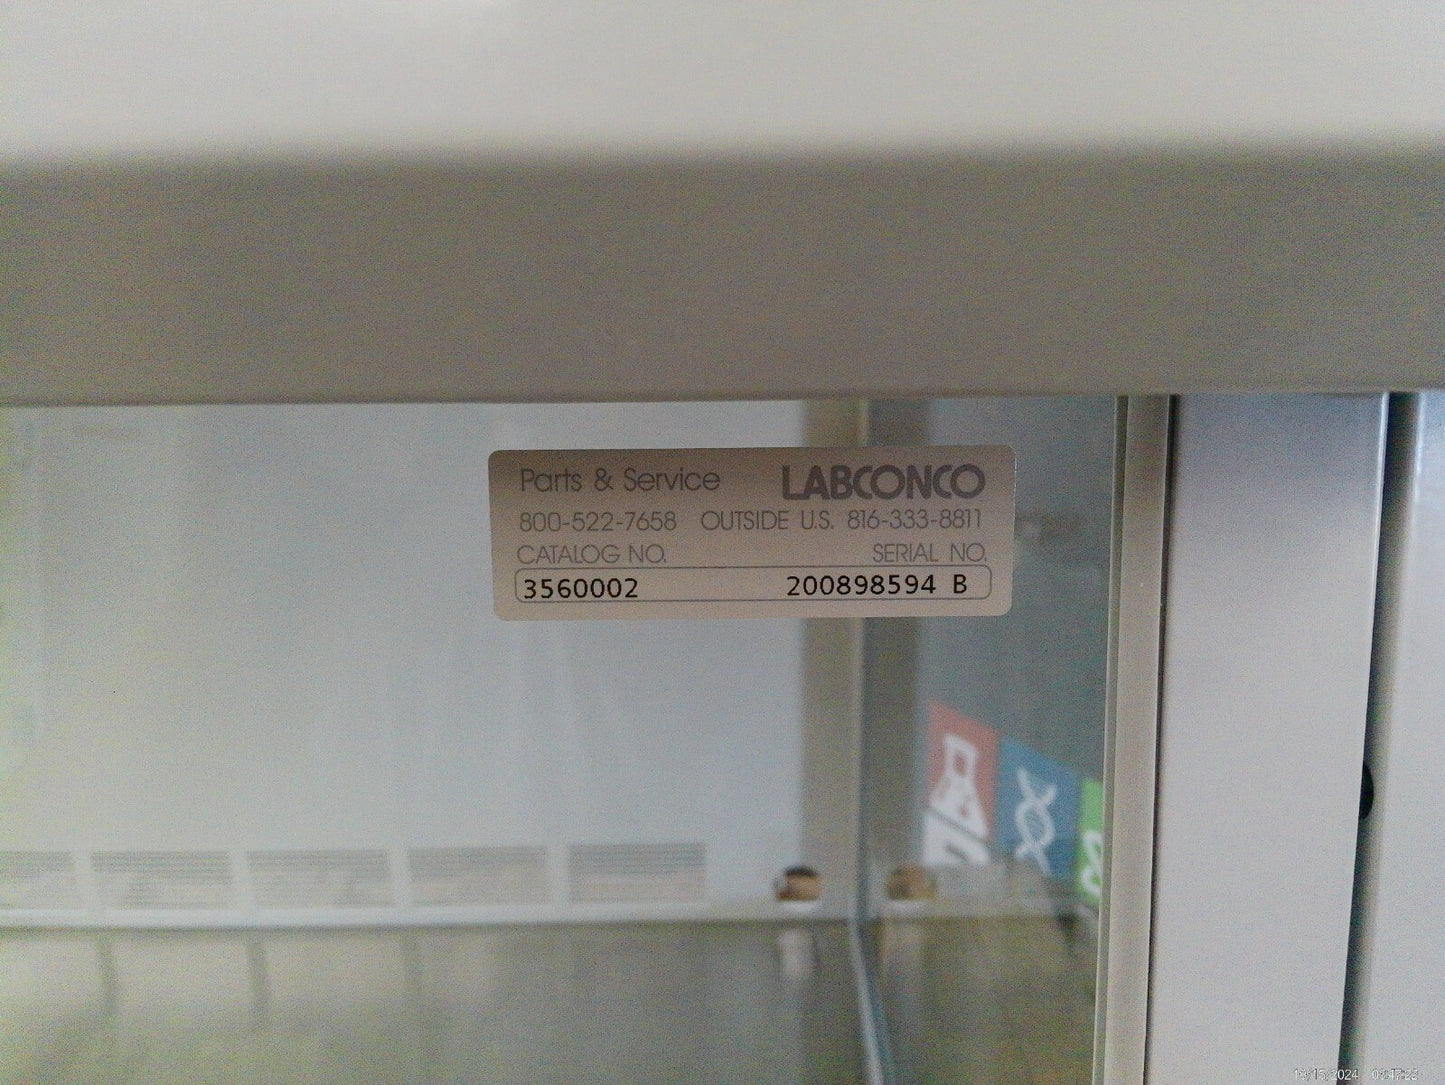 Parts & Service LABCONCO
800-522-7658 OUTSIDE U.S. 816-333-8811
CATALOG NO. SERIAL NO.
3560002 200898594 B